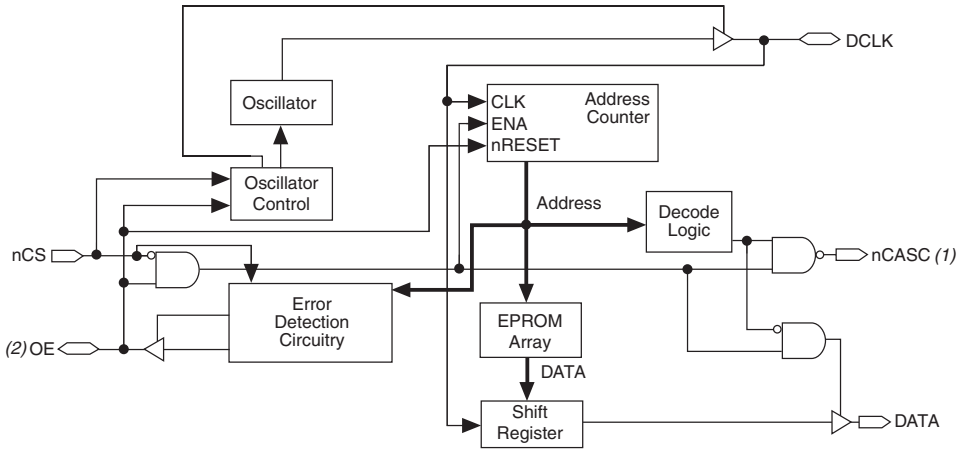 DCLK
Oscillator
CLK
Address
Counter
ENA
nRESET
Oscillator
Control
Address
Decode
Logic
nCS
nCASC (1)
Error
Detection
Circuitry
EPROM
Array
(2) OE
DATA
Shift
Register
DATA